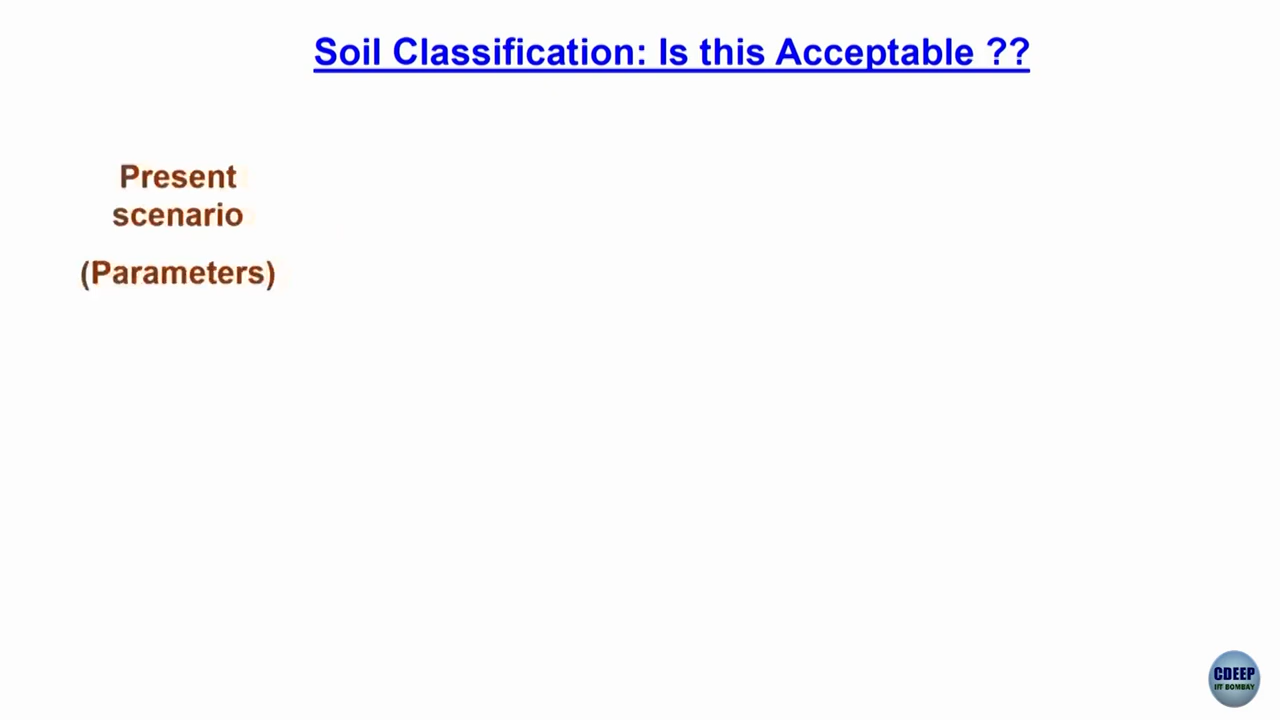 Soil Classification: Is this Acceptable ??
Present
scenario
(Parameters)
CDEEP
IIT BOMBAY